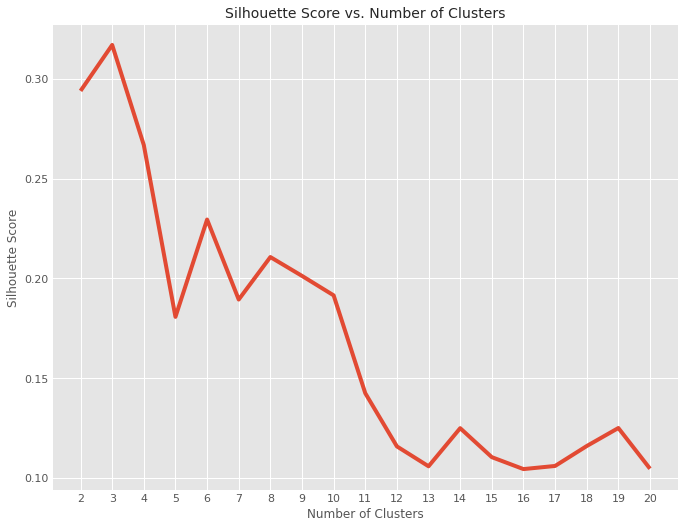 Silhouette Score vs. Number of Clusters
Silhouette Score
0.30
0.25
0.20
0.15
0.10
2 3 4 5 6 7 8 9 10 11 12 13 14 15 16 17 18 19 20
Number of Clusters